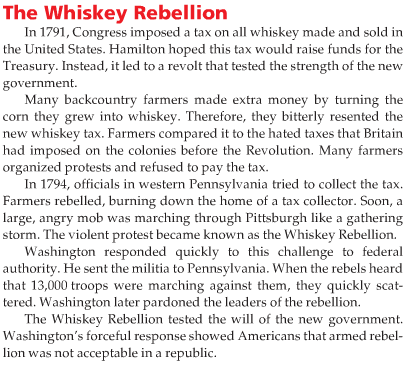 The Whiskey Rebellion
In 1791, Congress imposed a tax on all whiskey made and sold in
the United States. Hamilton hoped this tax would raise funds for the
Treasury. Instead, it led to a revolt that tested the strength of the new
government.
Many backcountry farmers made extra money by turning the
corn they grew into whiskey. Therefore, they bitterly resented the
new whiskey tax. Farmers compared it to the hated taxes that Britain
had imposed on the colonies before the Revolution. Many farmers
organized protests and refused to pay the tax.
In 1794, officials in western Pennsylvania tried to collect the tax.
Farmers rebelled, burning down the home of a tax collector. Soon, a
large, angry mob was marching through Pittsburgh like a gathering
storm. The violent protest became known as the Whiskey Rebellion.
Washington responded quickly to this challenge to federal
authority. He sent the militia to Pennsylvania. When the rebels heard
that 13,000 troops were marching against them, they quickly scat-
tered. Washington later pardoned the leaders of the rebellion.
The Whiskey Rebellion tested the will of the new government.
Washington's forceful response showed Americans that armed rebel-
lion was not acceptable in a republic.